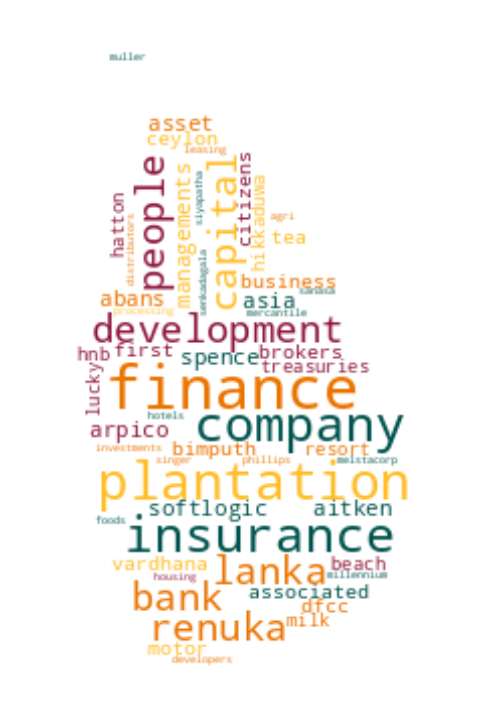 muller
asset
ceylon
leasing
people
managements
siyapatha
capital
citizens
hikkaduwa
hatton
distributors
senkadagala
agri
tea
business
sanasa
abans
asia
processing
mercantile
development
hnb first spence brokers
treasuries
lucky
finance
hotels
company
arpico
investments bimputh resort
singer phillips melstacorp
plantation
softlogic aitken
foods
insurance
vardhana lanka beach
housing millennium
bank associated
dfcc
renuka milk
motor
developers